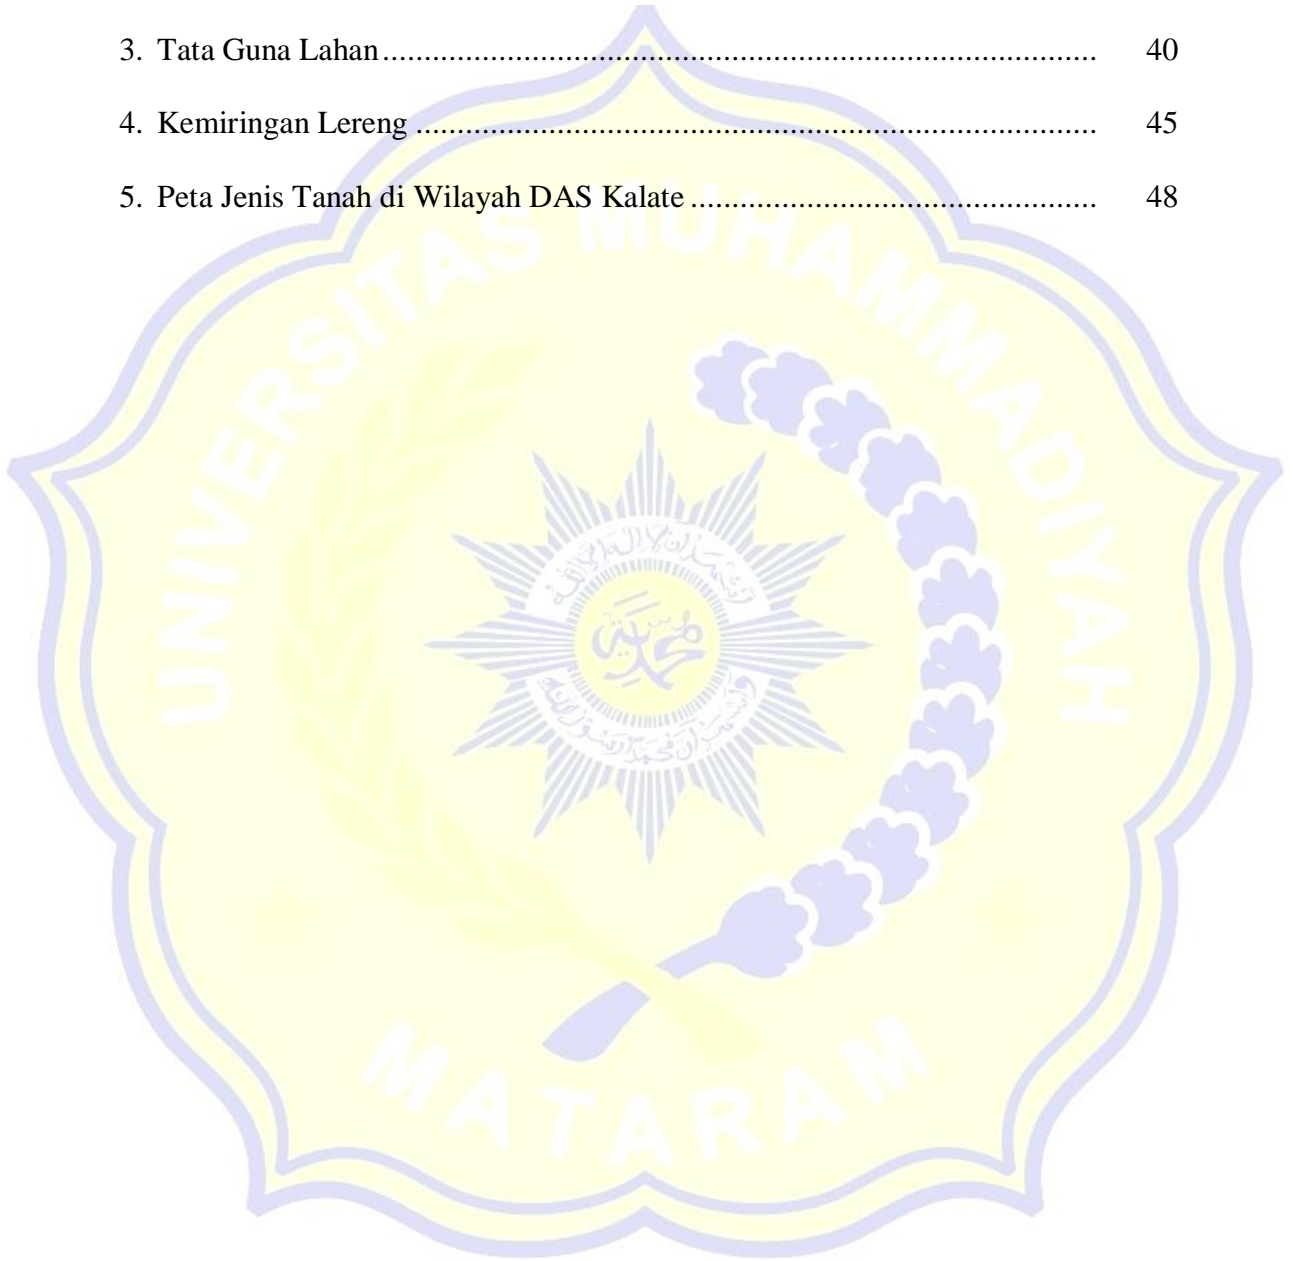 3. Tata Guna Lahan ........................................................................................ 40
4. Kemiringan Lereng .................................................................................... 45
5. Peta Jenis Tanah di Wilayah DAS Kalate .................................................. 48
UNIVERSITAS MUHAMMADIYAH
محمدية
MATARAM